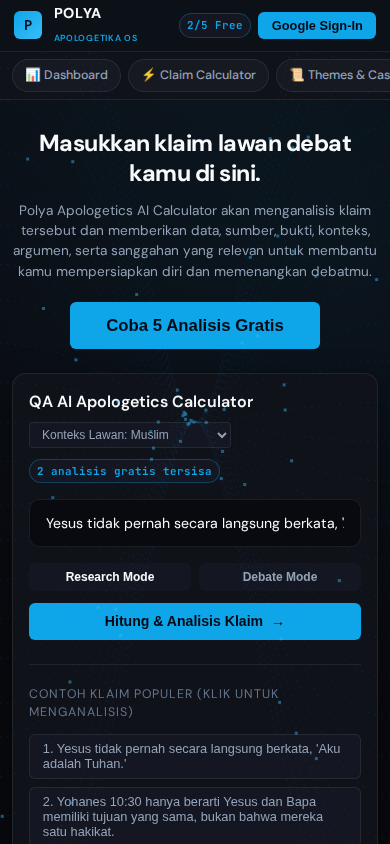 P
POLYA
APOLOGETIKA OS
2/5 Free
Google Sign-In
📊 Dashboard
⚡ Claim Calculator
📜 Themes & Cas
Masukkan klaim lawan debat
kamu di sini.
Polya Apologetics AI Calculator akan menganalisis klaim
tersebut dan memberikan data, sumber, bukti, konteks,
argumen, serta sanggahan yang relevan untuk membantu
kamu mempersiapkan diri dan memenangkan debatmu.
Coba 5 Analisis Gratis
QA AI Apologetics Calculator
Konteks Lawan: Muslim
2 analisis gratis tersisa
Yesus tidak pernah secara langsung berkata, '
Research Mode
Debate Mode
Hitung & Analisis Klaim →
CONTOH KLAIM POPULER (KLIK UNTUK
MENGANALISIS)
1. Yesus tidak pernah secara langsung berkata, 'Aku
adalah Tuhan.'
2. Yohanes 10:30 hanya berarti Yesus dan Bapa
memiliki tujuan yang sama, bukan bahwa mereka
satu hakikat.